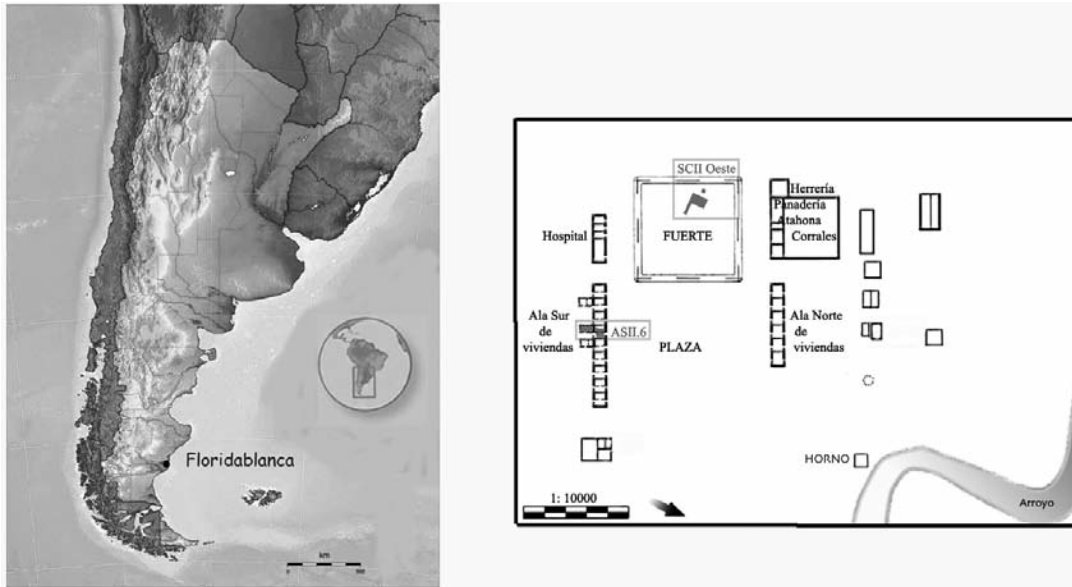 Floridablanca
km
0
SCII Oeste
Herrería
Panadería
Atahona
Hospital
FUERTE
Corrales
Ala Sur
de
viviendas
ASII.6
PLAZA
Ala Norte
de
viviendas
HORNO
1: 10000
Arroyo